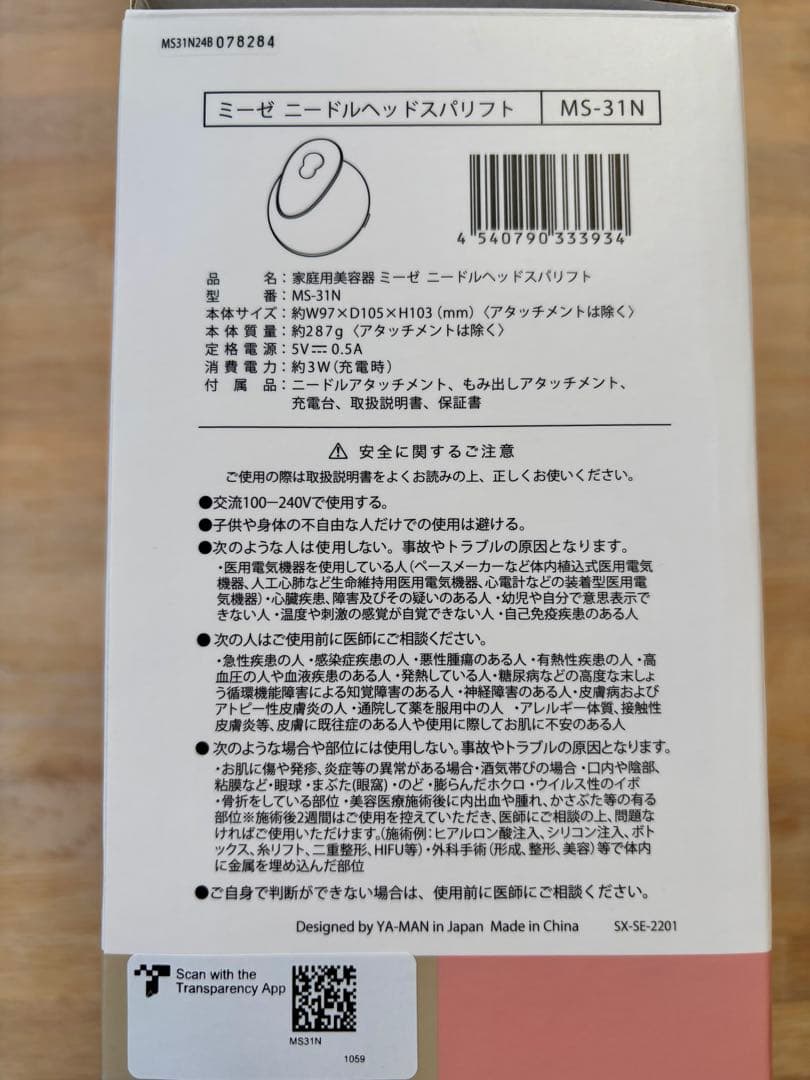 MS31N24B 078284
ミーゼ ニードルヘッドスパリフト MS-31N
4 540790 333934
品名：家庭用美容器 ミーゼ ニードルヘッドスパリフト
型番：MS-31N
本体サイズ：約W97×D105×H103（mm）〈アタッチメントは除く〉
本体質量：約287g〈アタッチメントは除く〉
定格電源：5V⎓0.5A
消費電力：約3W（充電時）
付属品：ニードルアタッチメント、もみ出しアタッチメント、
充電台、取扱説明書、保証書
⚠ 安全に関するご注意
ご使用の際は取扱説明書をよくお読みの上、正しくお使いください。
●交流100−240Vで使用する。
●子供や身体の不自由な人だけでの使用は避ける。
●次のような人は使用しない。事故やトラブルの原因となります。
・医用電気機器を使用している人（ペースメーカーなど体内植込式医用電気
機器、人工心肺など生命維持用医用電気機器、心電計などの装着型医用電
気機器）・心臓疾患、障害及びその疑いのある人・幼児や自分で意思表示で
きない人・温度や刺激の感覚が自覚できない人・自己免疫疾患のある人
●次の人はご使用前に医師にご相談ください。
・急性疾患の人・感染症疾患の人・悪性腫瘍のある人・有熱性疾患の人・高
血圧の人や血液疾患のある人・発熱している人・糖尿病などの高度な末しょ
う循環機能障害による知覚障害のある人・神経障害のある人・皮膚病および
アトピー性皮膚炎の人・通院して薬を服用中の人 ・アレルギー体質、接触性
皮膚炎等、皮膚に既往症のある人や使用に際してお肌に不安のある人
●次のような場合や部位には使用しない。事故やトラブルの原因となります。
・お肌に傷や発疹、炎症等の異常がある場合・酒気帯びの場合・口内や陰部、
粘膜など・眼球・まぶた（眼窩）・のど・膨らんだホクロ・ウイルス性のイボ
・骨折をしている部位・美容医療施術後に内出血や腫れ、かさぶた等の有る
部位※施術後2週間はご使用を控えていただき、医師にご相談の上、問題な
ければご使用いただけます。（施術例：ヒアルロン酸注入、シリコン注入、ボト
ックス、糸リフト、二重整形、HIFU等）・外科手術（形成、整形、美容）等で体内
に金属を埋め込んだ部位
●ご自身で判断ができない場合は、使用前に医師にご相談ください。
Designed by YA-MAN in Japan Made in China SX-SE-2201
Scan with the
Transparency App
MS31N
1059